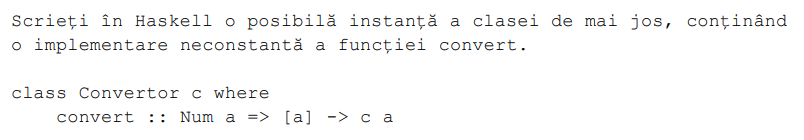 Scrieți în Haskell o posibilă instanță a clasei de mai jos, conținând
o implementare neconstantă a funcției convert.
class Convertor c where
    convert :: Num a => [a] -> c a